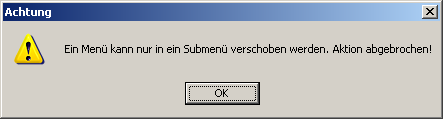 Achtung
Ein Menü kann nur in ein Submenü verschoben werden. Aktion abgebrochen!
OK